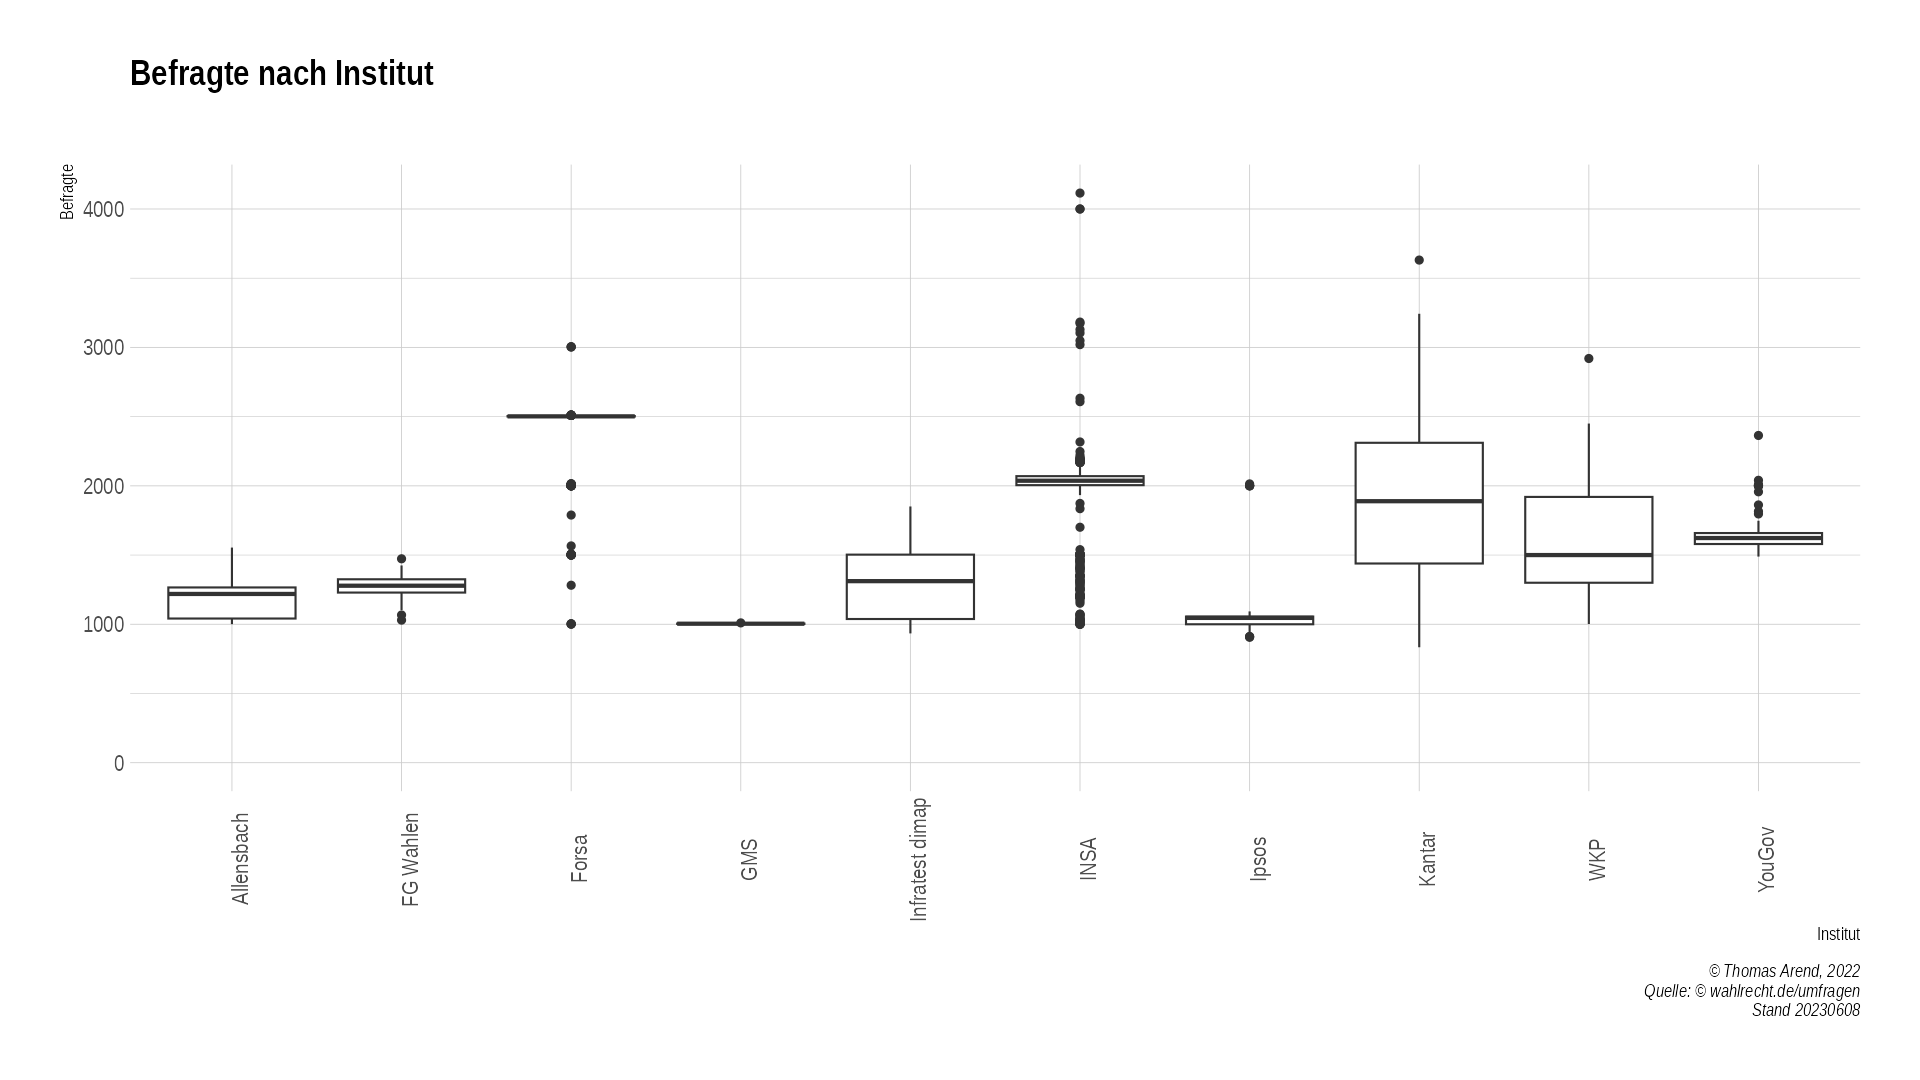 Befragte nach Institut
Befragte
4000
3000
2000
1000
0
Allensbach
FG Wahlen
Forsa
GMS
Infratest dimap
INSA
Ipsos
Kantar
WKP
YouGov
Institut
© Thomas Arend, 2022
Quelle: © wahlrecht.de/umfragen
Stand 20230608